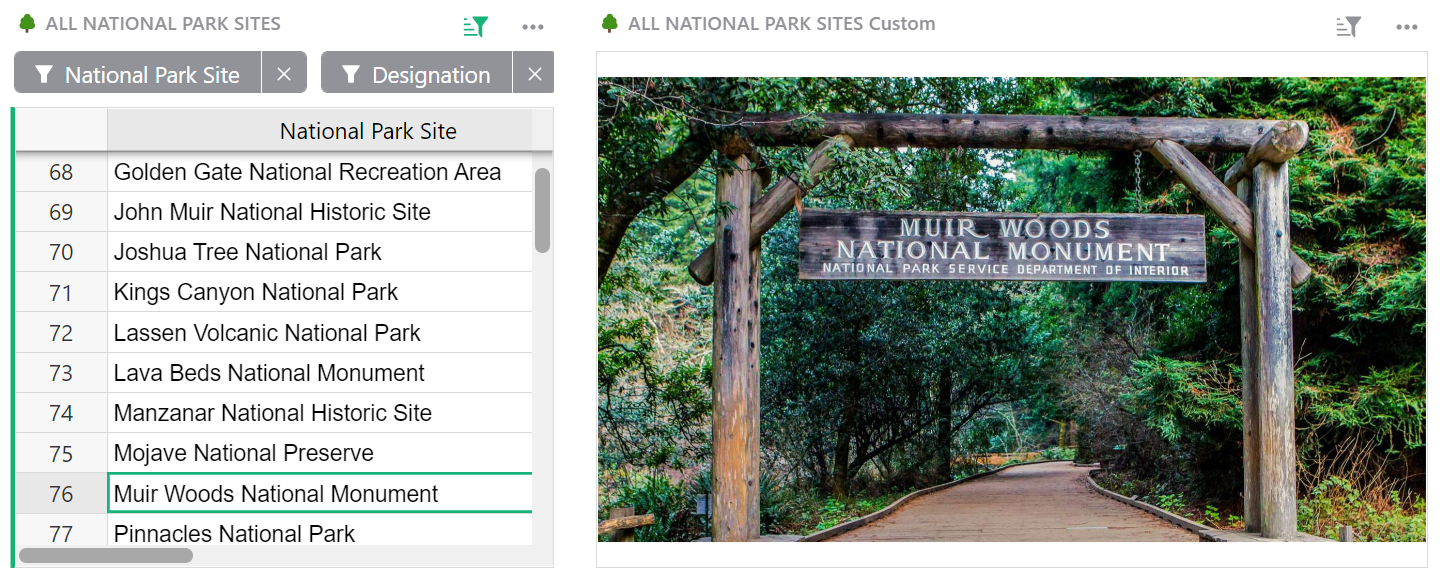 ALL NATIONAL PARK SITES
National Park Site
Designation
National Park Site
68 Golden Gate National Recreation Area
69 John Muir National Historic Site
70 Joshua Tree National Park
71 Kings Canyon National Park
72 Lassen Volcanic National Park
73 Lava Beds National Monument
74 Manzanar National Historic Site
75 Mojave National Preserve
76 Muir Woods National Monument
77 Pinnacles National Park
ALL NATIONAL PARK SITES Custom
MUIR WOODS
NATIONAL MONUMENT
NATIONAL PARK SERVICE DEPARTMENT OF INTERIOR